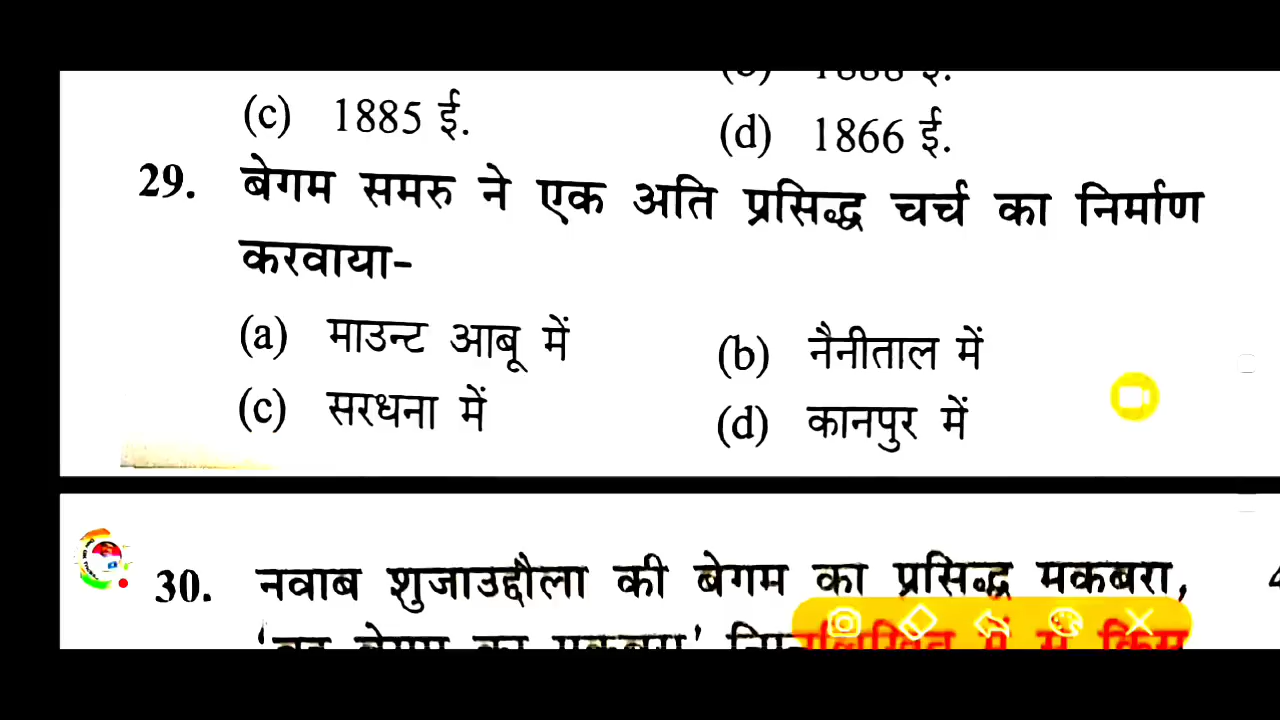 (c) 1885 ई.
(d) 1866 ई.
29. बेगम समरु ने एक अति प्रसिद्ध चर्च का निर्माण
करवाया-
(a) माउन्ट आबू में
(b) नैनीताल में
(c) सरधना में
(d) कानपुर में
30. नवाब शुजाउद्दौला की बेगम का प्रसिद्ध मकबरा,